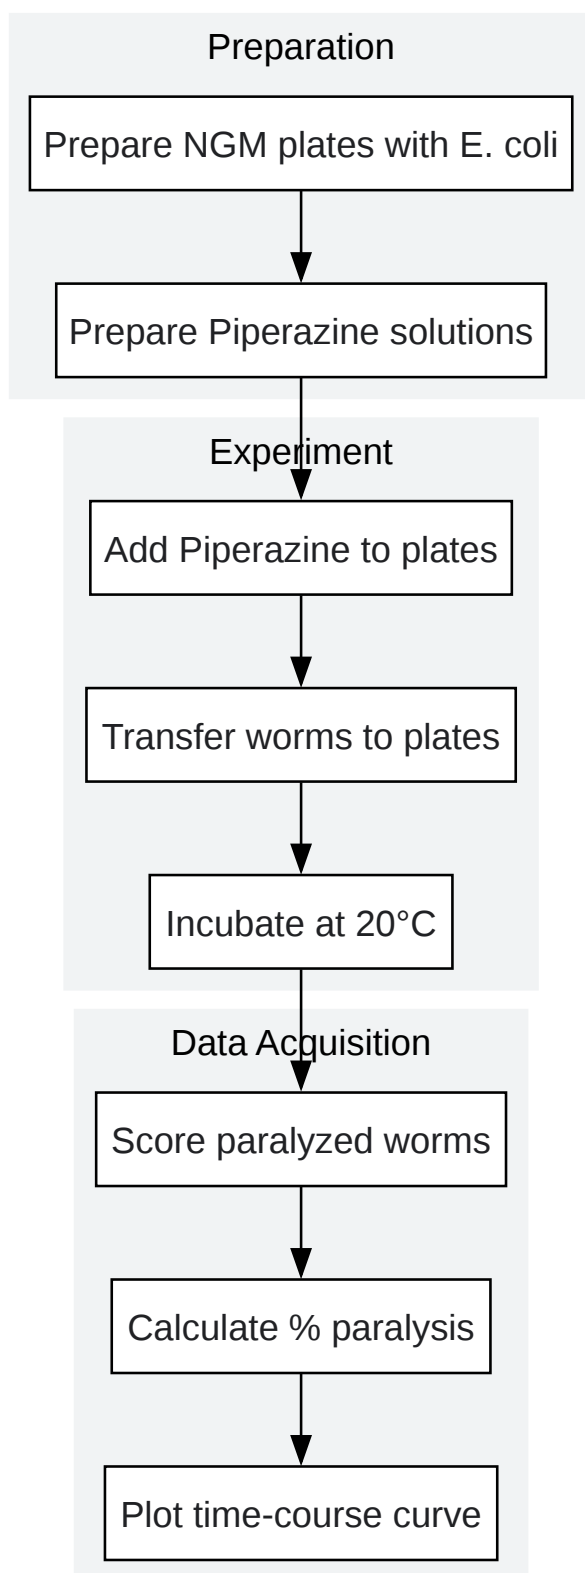 Preparation
Prepare NGM plates with E. coli
Prepare Piperazine solutions
Experiment
Add Piperazine to plates
Transfer worms to plates
Incubate at 20°C
Data Acquisition
Score paralyzed worms
Calculate % paralysis
Plot time-course curve